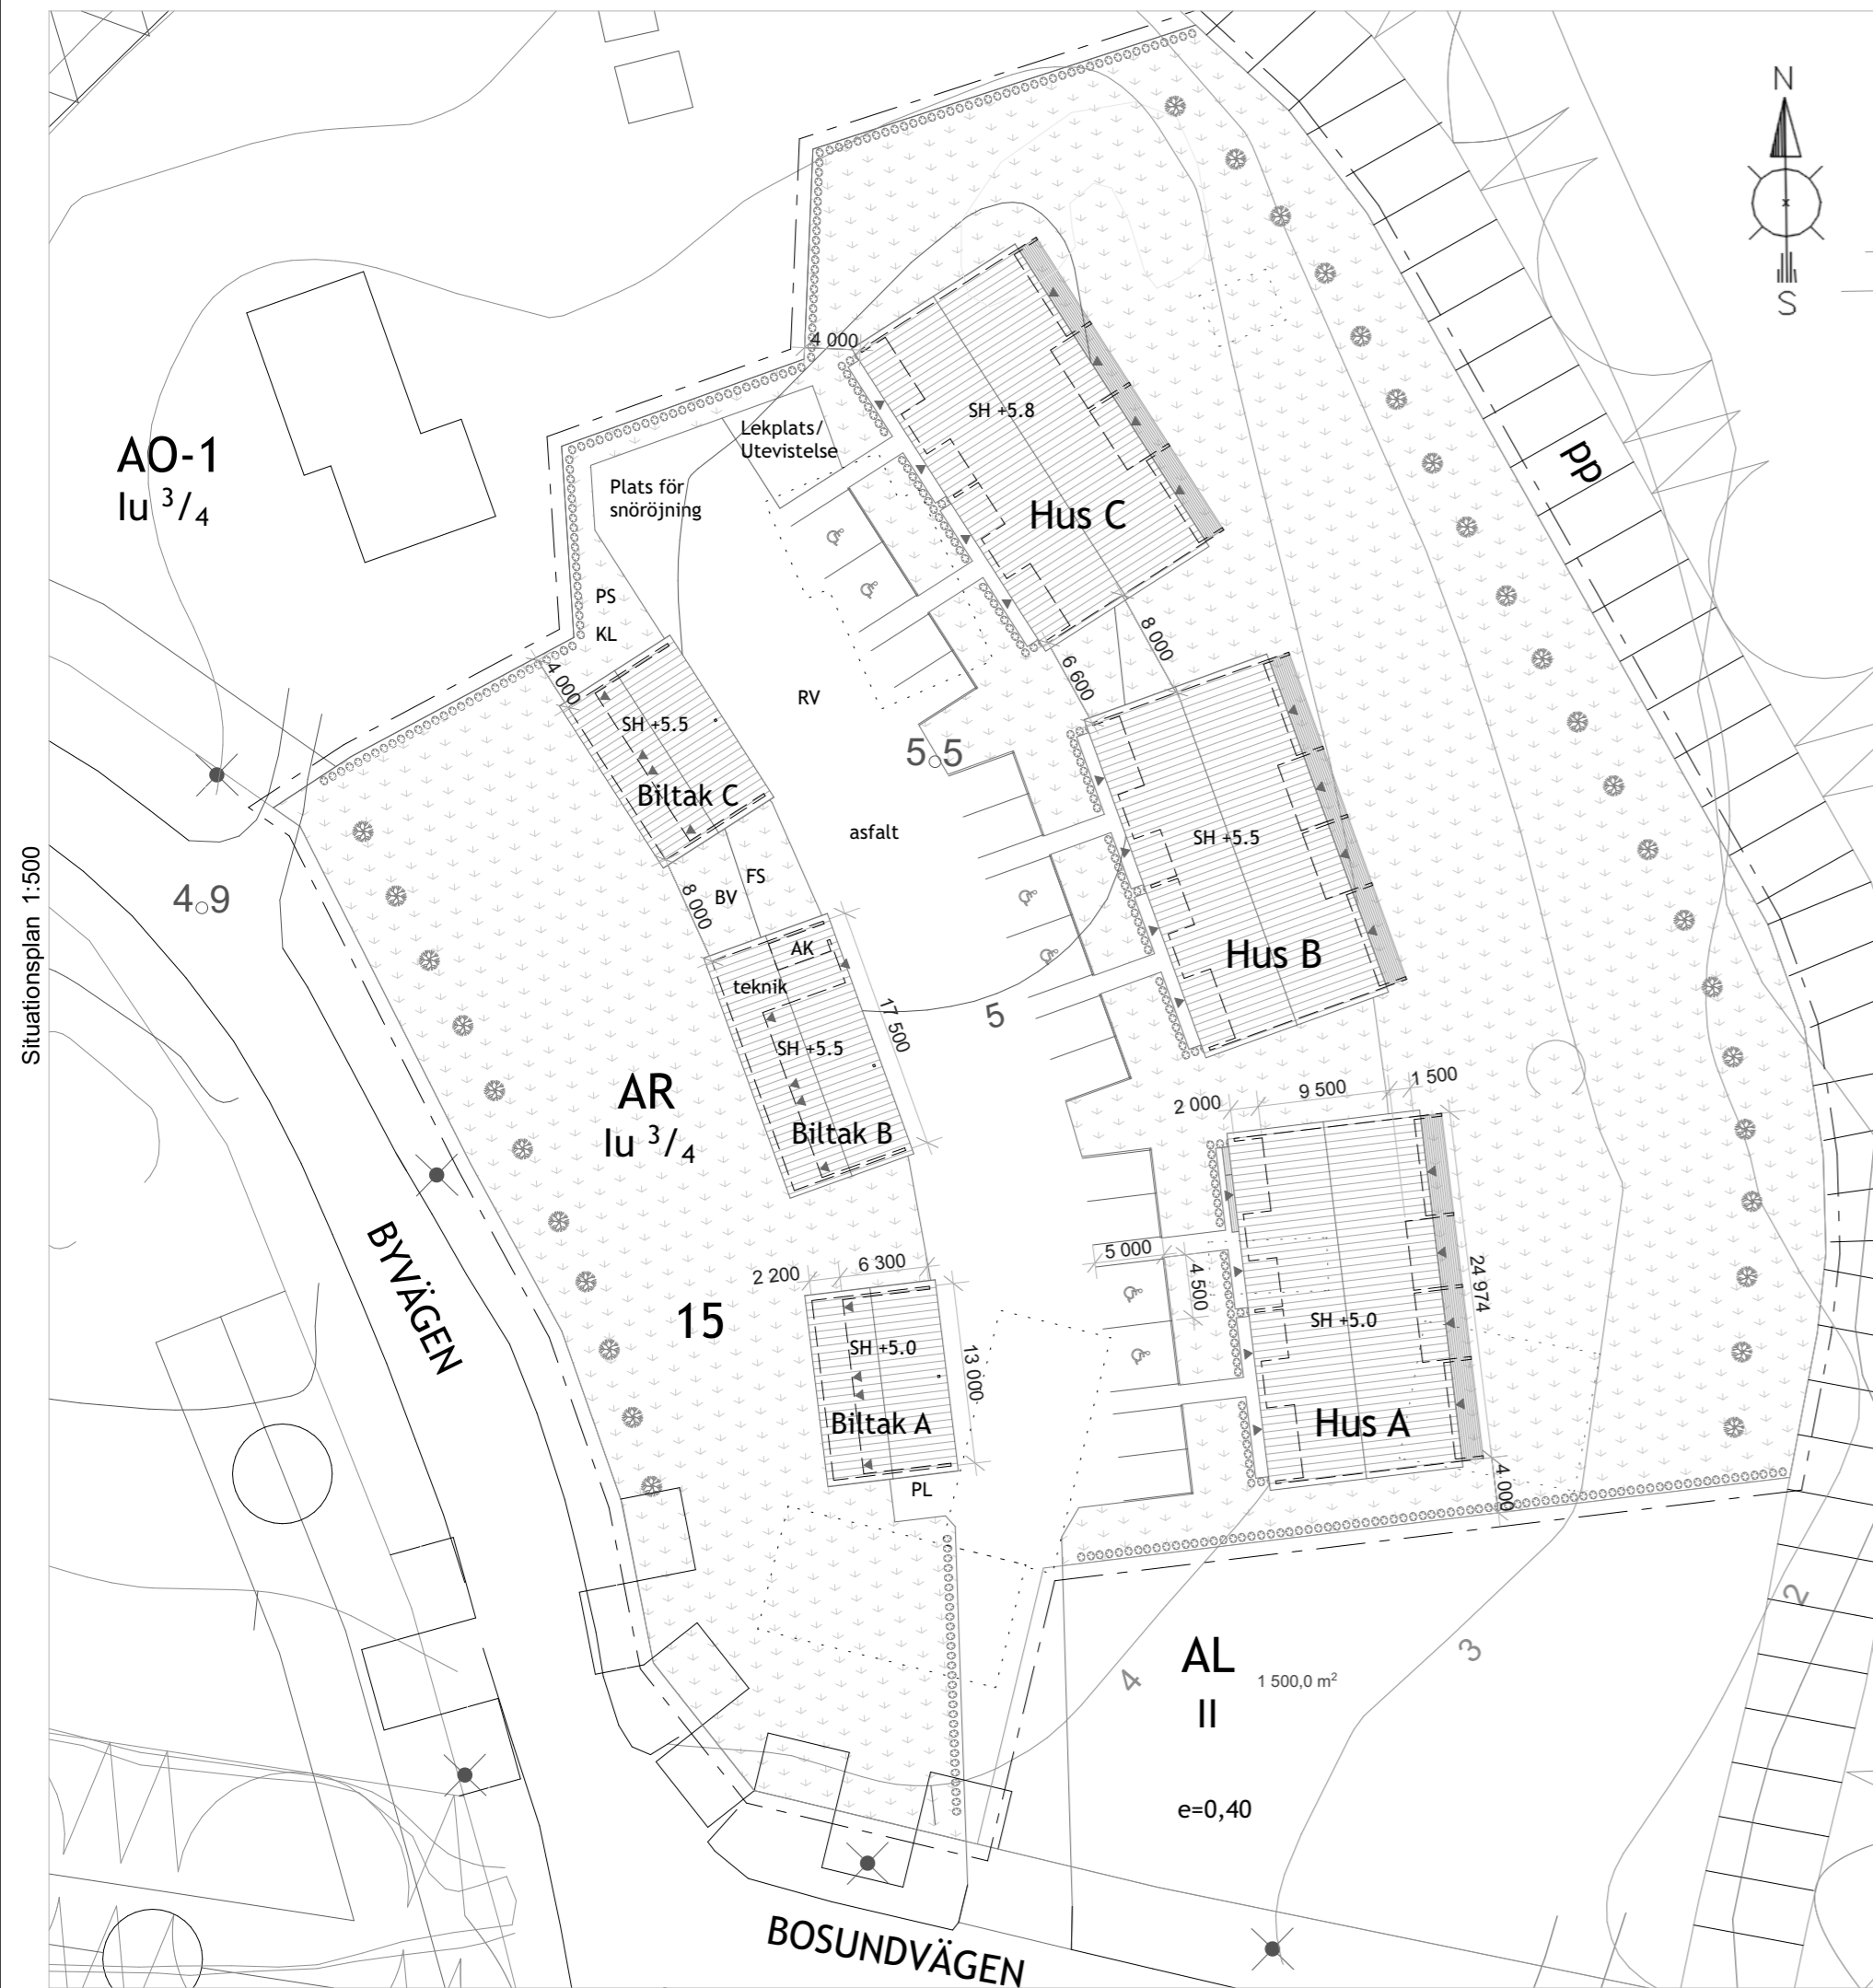 N
S
4 000
SH +5.8
Lekplats/
Utevistelse
AO-1
Iu 3/4
pp
Plats för
snöröjning
Hus C
PS
KL
8 000
6 600
4 000
RV
SH +5.5
5.5
Biltak C
asfalt
SH +5.5
Situationsplan 1:500
4.9
FS
BV
8 000
AK
Hus B
teknik
17 500
5
SH +5.5
AR
Iu 3/4
2 000
9 500
1 500
Biltak B
BYVÄGEN
5 000
2 200
6 300
4 500
24 974
15
SH +5.0
SH +5.0
13 000
Biltak A
Hus A
PL
4 000
2
AL
II
1 500,0 m²
4
3
e=0,40
BOSUNDVÄGEN